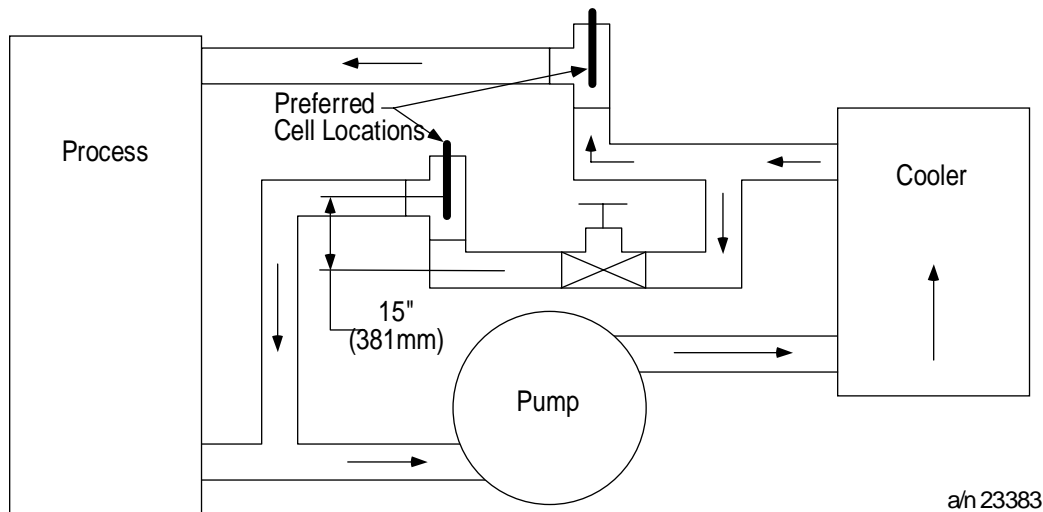 Preferred
Cell Locations
Process
Cooler
15"
(381mm)
Pump
a/n 23383